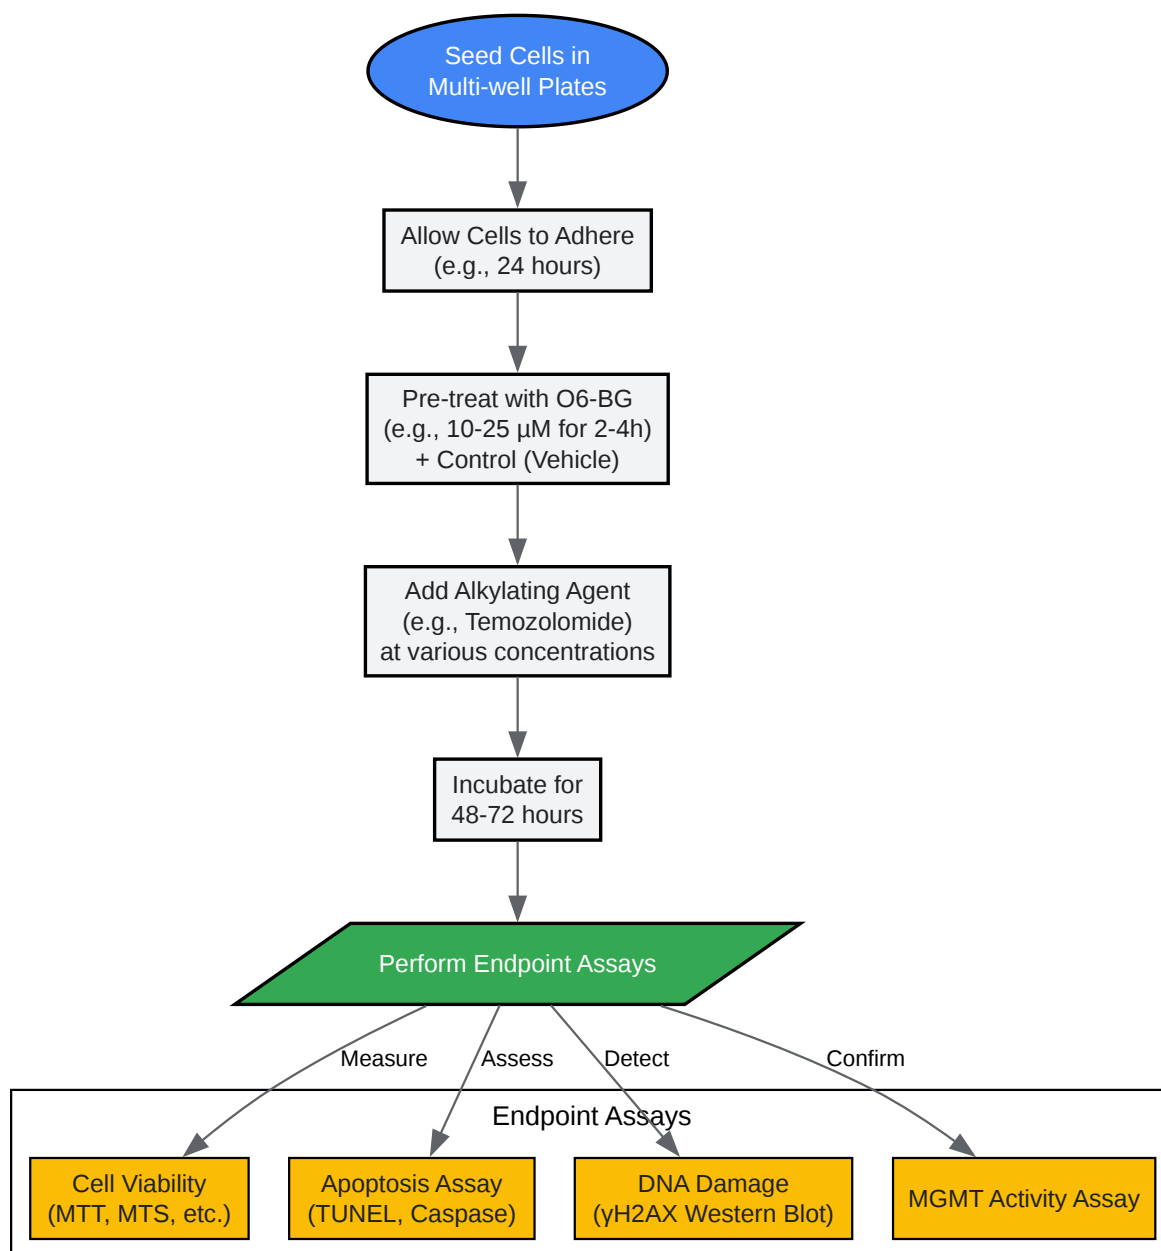 Seed Cells in
Multi-well Plates
Allow Cells to Adhere
(e.g., 24 hours)
Pre-treat with O6-BG
(e.g., 10-25 µM for 2-4h)
+ Control (Vehicle)
Add Alkylating Agent
(e.g., Temozolomide)
at various concentrations
Incubate for
48-72 hours
Perform Endpoint Assays
Measure
Assess
Detect
Confirm
Endpoint Assays
Cell Viability
(MTT, MTS, etc.)
Apoptosis Assay
(TUNEL, Caspase)
DNA Damage
(γH2AX Western Blot)
MGMT Activity Assay